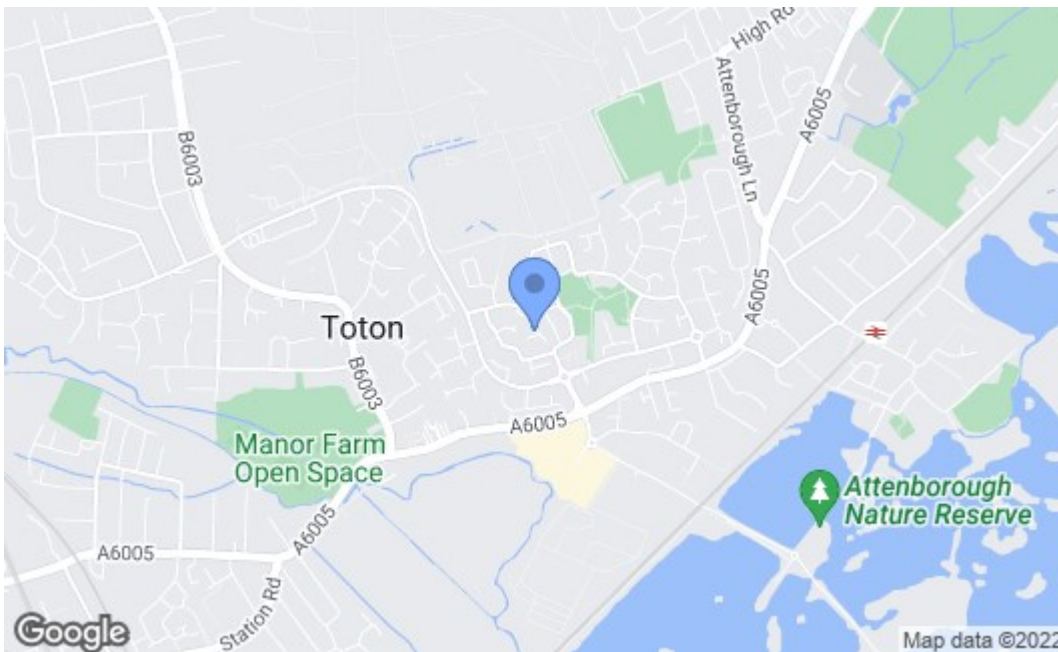 High Rd
Attenborough Ln
A6005
B6003
A6005
Toton
B6003
A6005
Manor Farm
Open Space
Attenborough
Nature Reserve
A6005
A6005
Station Rd
Google
Map data ©2022